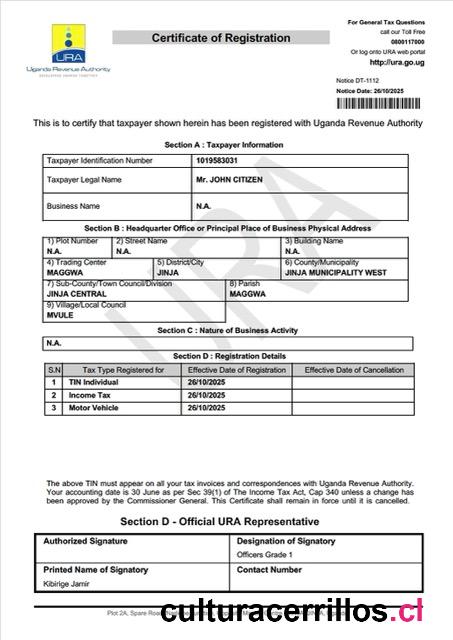 For General Tax Questions
call our Toll Free
0800117000
Or log onto URA web portal
http://ura.go.ug
Certificate of Registration
URA
Uganda Revenue Authority
DEVELOPING UGANDA TOGETHER
Notice DT-1112
Notice Date: 26/10/2025
This is to certify that taxpayer shown herein has been registered with Uganda Revenue Authority
Section A : Taxpayer Information
Taxpayer Identification Number 1019583031
Taxpayer Legal Name Mr. JOHN CITIZEN
Business Name N.A.
Section B : Headquarter Office or Principal Place of Business Physical Address
1) Plot Number 2) Street Name 3) Building Name
N.A. N.A. N.A.
4) Trading Center 5) District/City 6) County/Municipality
MAGGWA JINJA JINJA MUNICIPALITY WEST
7) Sub-County/Town Council/Division 8) Parish
JINJA CENTRAL MAGGWA
9) Village/Local Council
MVULE
Section C : Nature of Business Activity
N.A.
Section D : Registration Details
S.N Tax Type Registered for Effective Date of Registration Effective Date of Cancellation
1 TIN Individual 26/10/2025
2 Income Tax 26/10/2025
3 Motor Vehicle 26/10/2025
URA
The above TIN must appear on all your tax invoices and correspondences with Uganda Revenue Authority.
Your accounting date is 30 June as per Sec 39(1) of The Income Tax Act, Cap 340 unless a change has
been approved by the Commissioner General. This Certificate shall remain in force until it is cancelled.
Section D - Official URA Representative
Authorized Signature Designation of Signatory
Officers Grade 1
Printed Name of Signatory Contact Number
Kibirige Jamir
Plot 2A, Spare Road
culturacerrillos.cl